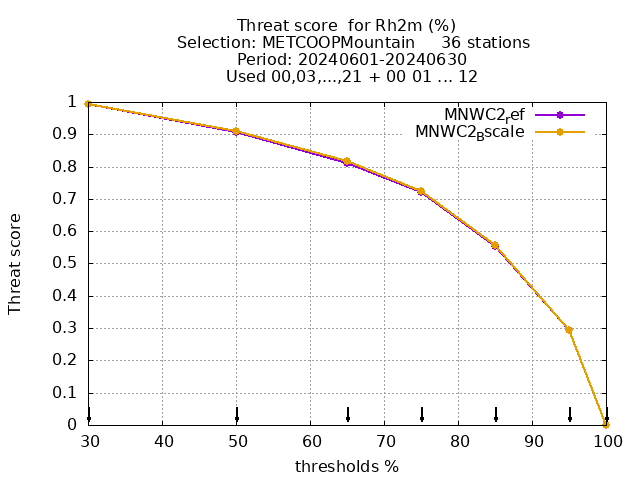 Threat score  for Rh2m (%)
Selection: METCOOPMountain     36 stations
Period: 20240601-20240630
Used 00,03,...,21 + 00 01 ... 12
MNWC2_ref
MNWC2_Bscale
1
0.9
0.8
0.7
0.6
0.5
0.4
0.3
0.2
0.1
0
Threat score
30 40 50 60 70 80 90 100
thresholds %